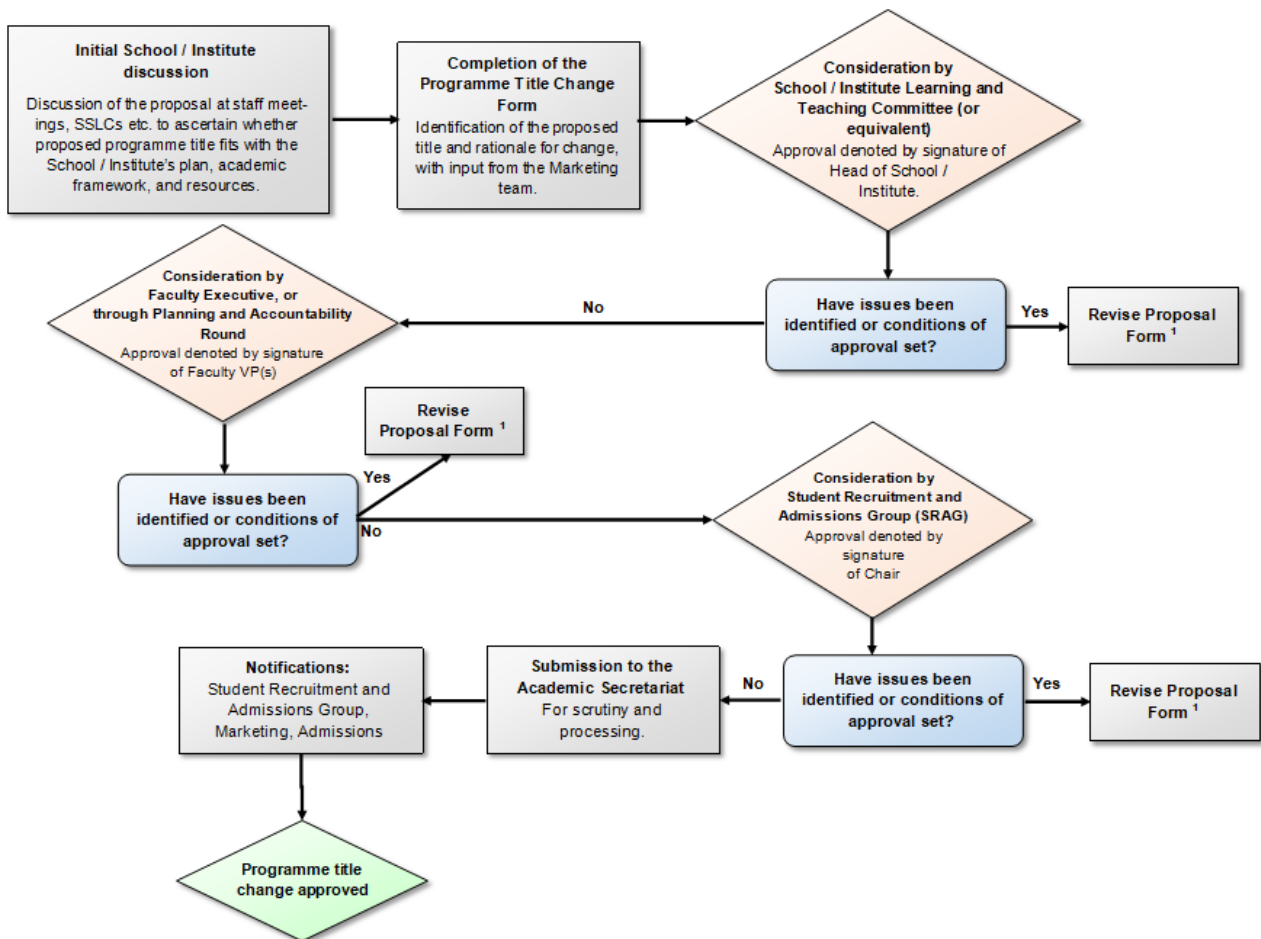 Initial School / Institute
discussion
Discussion of the proposal at staff meet-
ings, SSLCs etc. to ascertain whether
proposed programme title fits with the
School / Institute's plan, academic
framework, and resources.
Completion of the
Programme Title Change
Form
Identification of the proposed
title and rationale for change,
with input from the Marketing
team.
Consideration by
School / Institute Learning and
Teaching Committee (or
equivalent)
Approval denoted by signature of
Head of School /
Institute.
Have issues been
identified or conditions of
approval set?
Yes
Revise Proposal
Form 1
No
Consideration by
Faculty Executive, or
through Planning and Accountability
Round
Approval denoted by signature
of Faculty VP(s)
Have issues been
identified or conditions of
approval set?
Yes
Revise
Proposal Form 1
No
Consideration by
Student Recruitment and
Admissions Group (SRAG)
Approval denoted by
signature
of Chair
Have issues been
identified or conditions of
approval set?
Yes
Revise Proposal
Form 1
No
Submission to the
Academic Secretariat
For scrutiny and
processing.
Notifications:
Student Recruitment and
Admissions Group,
Marketing, Admissions
Programme title
change approved